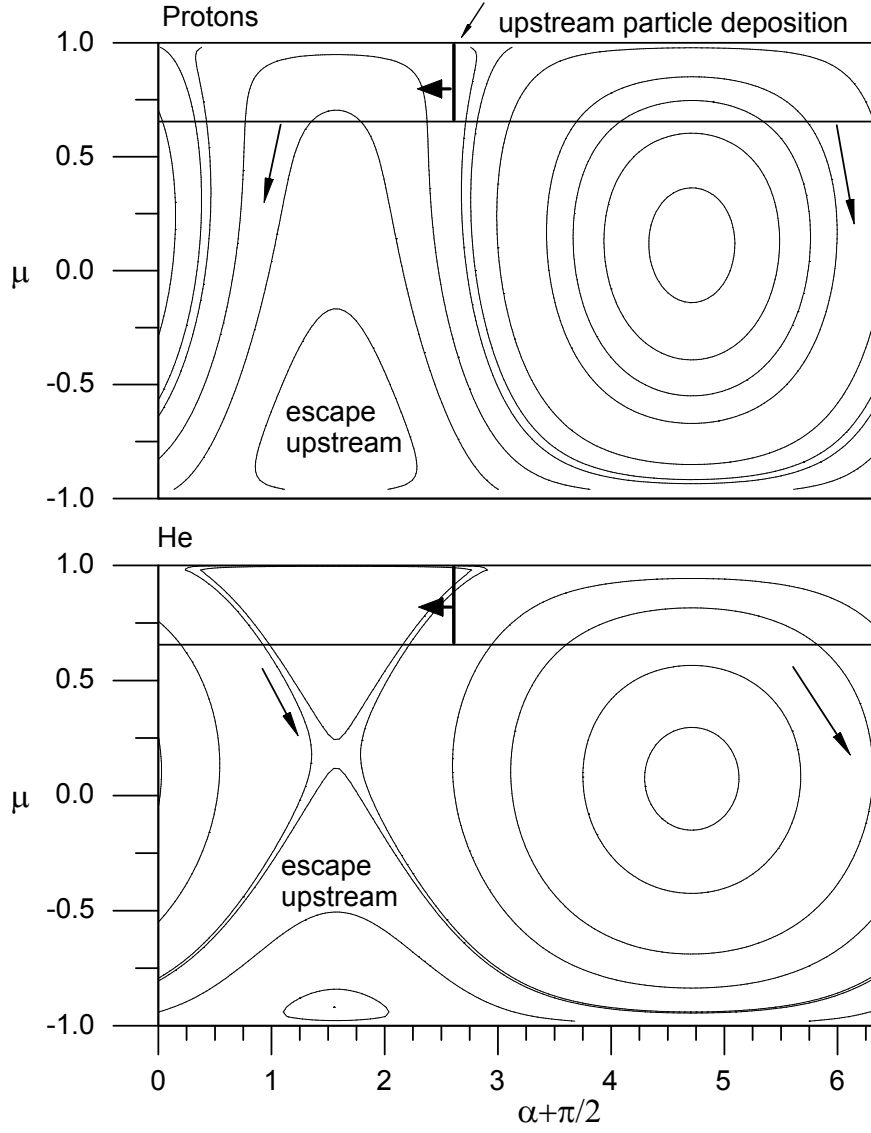 Protons
upstream particle deposition
1.0
0.5
0.0
-0.5
-1.0
μ
escape
upstream
He
1.0
0.5
0.0
-0.5
-1.0
μ
escape
upstream
0 1 2 3 4 5 6
α+π/2